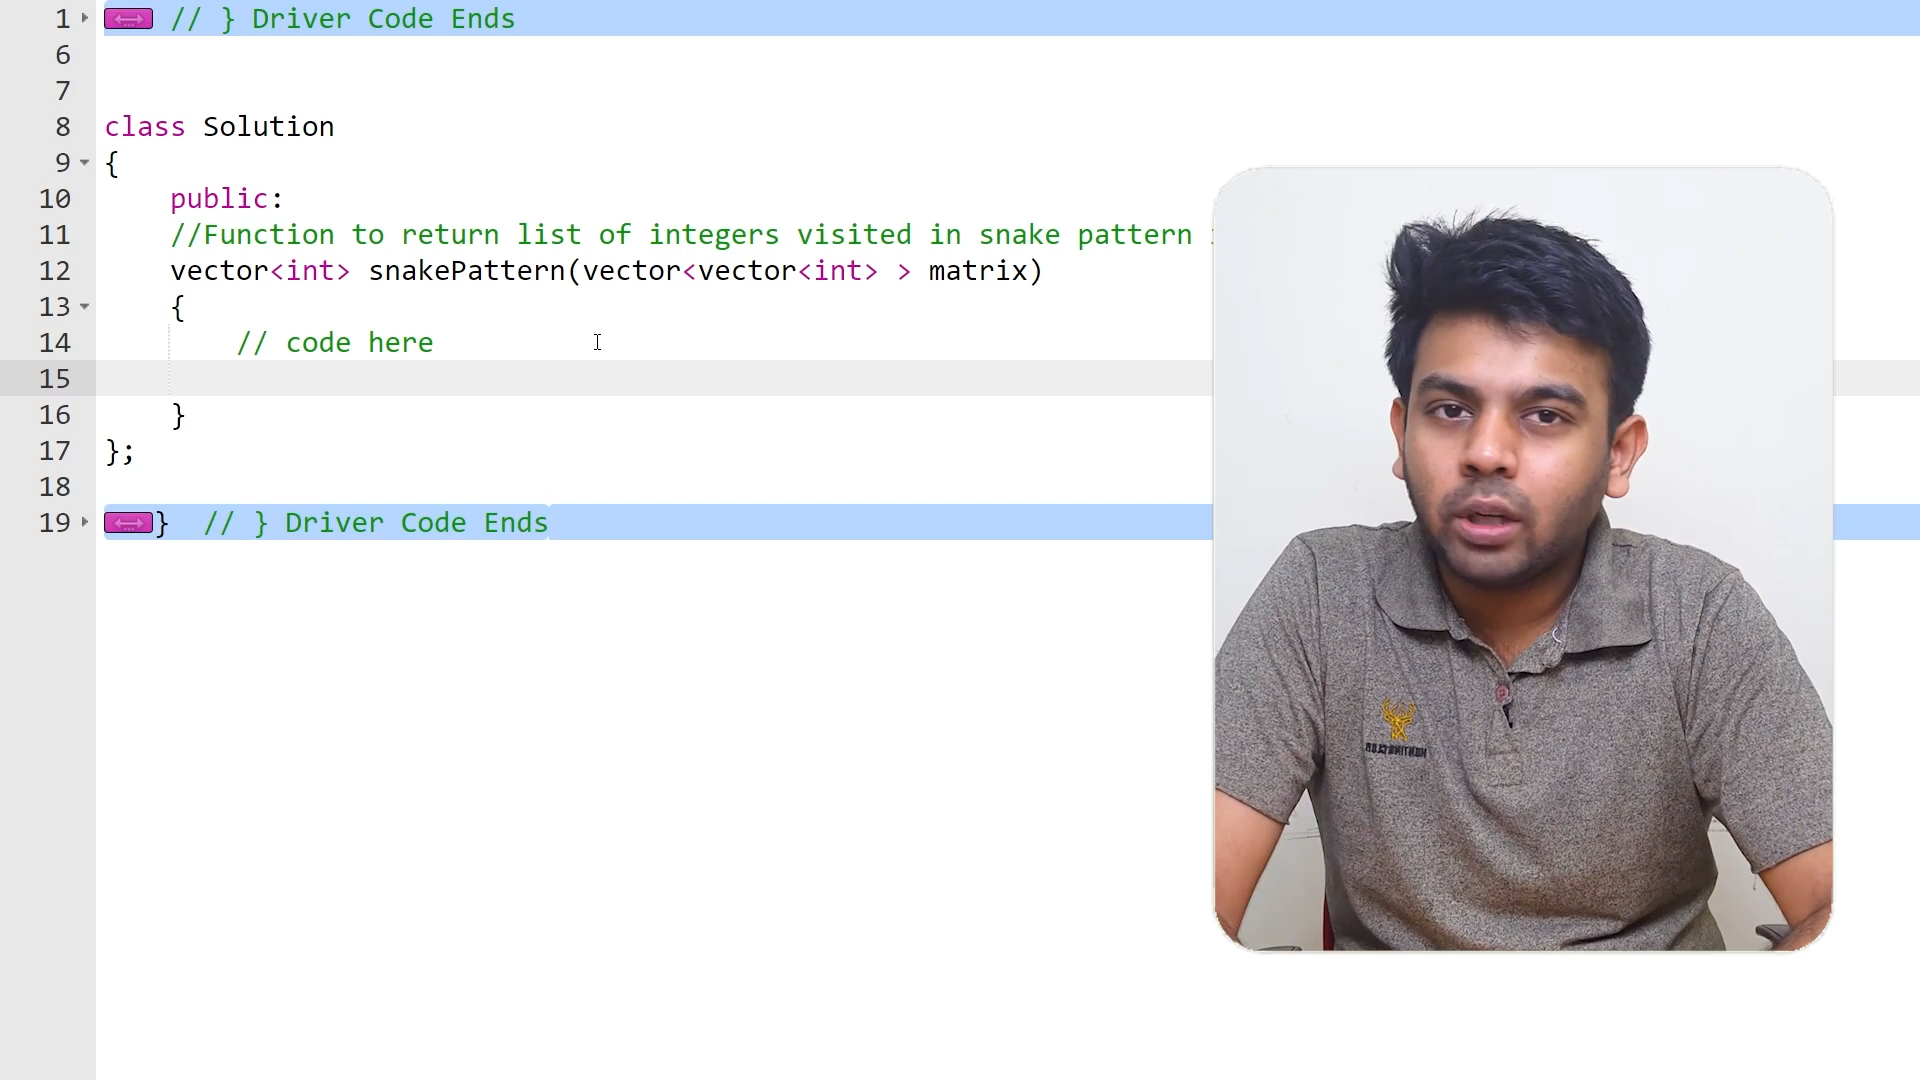 1 // } Driver Code Ends
6
7
8 class Solution
9 {
10 public:
11 //Function to return list of integers visited in snake pattern
12 vector<int> snakePattern(vector<vector<int> > matrix)
13 {
14 // code here
15
16 }
17 };
18
19 } // } Driver Code Ends